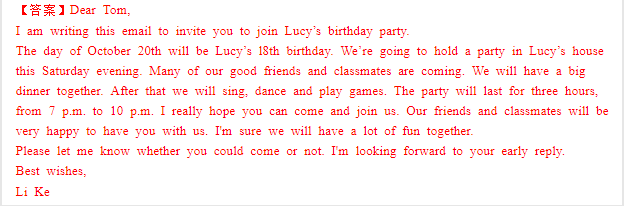 【答案】Dear Tom,
I am writing this email to invite you to join Lucy's birthday party.
The day of October 20th will be Lucy's 18th birthday. We're going to hold a party in Lucy's house
this Saturday evening. Many of our good friends and classmates are coming. We will have a big
dinner together. After that we will sing, dance and play games. The party will last for three hours,
from 7 p.m. to 10 p.m. I really hope you can come and join us. Our friends and classmates will be
very happy to have you with us. I'm sure we will have a lot of fun together.
Please let me know whether you could come or not. I'm looking forward to your early reply.
Best wishes,
Li Ke